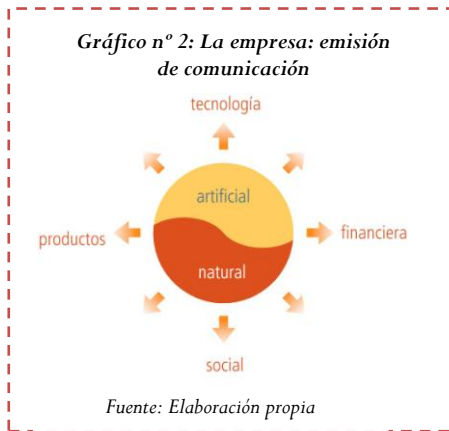 Gráfico nº 2: La empresa: emisión
de comunicación
tecnología
artificial
productos
financiera
natural
social
Fuente: Elaboración propia